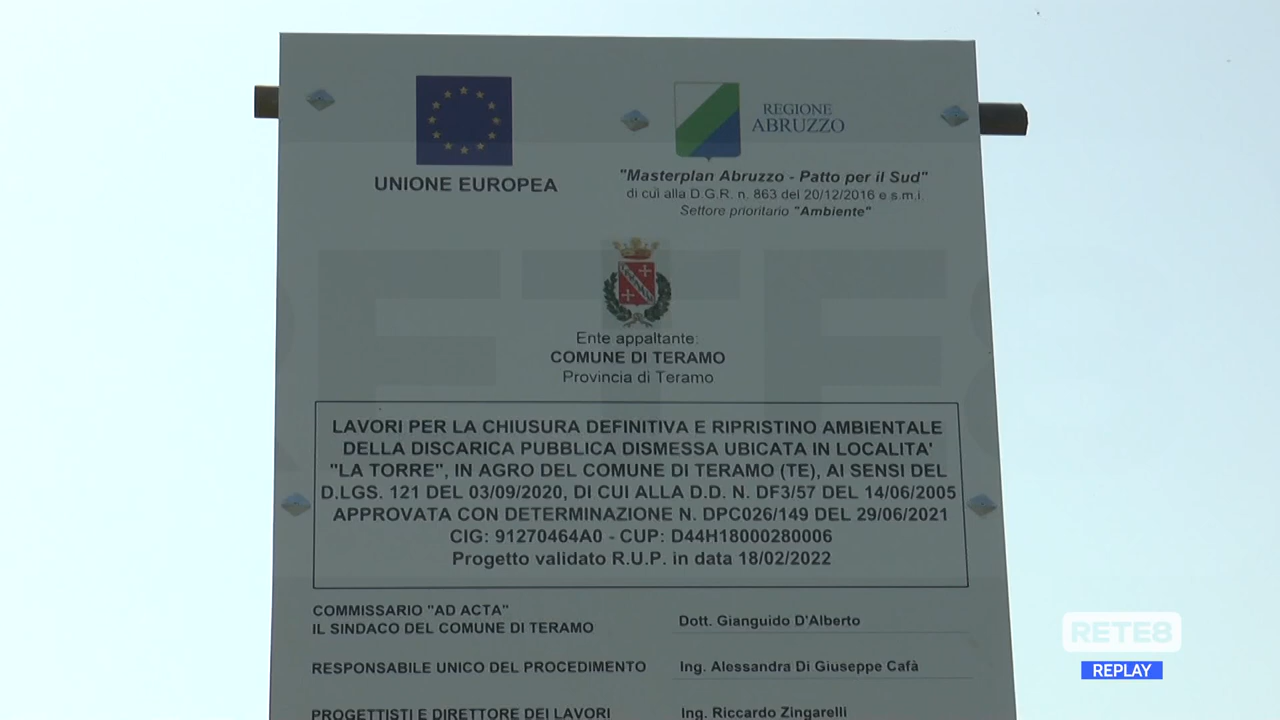 UNIONE EUROPEA
REGIONE
ABRUZZO
"Masterplan Abruzzo - Patto per il Sud"
di cui alla D.G.R. n. 863 del 20/12/2016 e s.m.i.
Settore prioritario "Ambiente"
Ente appaltante:
COMUNE DI TERAMO
Provincia di Teramo
LAVORI PER LA CHIUSURA DEFINITIVA E RIPRISTINO AMBIENTALE
DELLA DISCARICA PUBBLICA DISMESSA UBICATA IN LOCALITA'
"LA TORRE", IN AGRO DEL COMUNE DI TERAMO (TE), AI SENSI DEL
D.LGS. 121 DEL 03/09/2020, DI CUI ALLA D.D. N. DF3/57 DEL 14/06/2005
APPROVATA CON DETERMINAZIONE N. DPC026/149 DEL 29/06/2021
CIG: 91270464A0 - CUP: D44H18000280006
Progetto validato R.U.P. in data 18/02/2022
COMMISSARIO "AD ACTA"
IL SINDACO DEL COMUNE DI TERAMO
Dott. Gianguido D'Alberto
RESPONSABILE UNICO DEL PROCEDIMENTO
Ing. Alessandra Di Giuseppe Cafà
PROGETTISTI E DIRETTORE DEI LAVORI
Ing. Riccardo Zingarelli
RETE8
REPLAY
RETE8